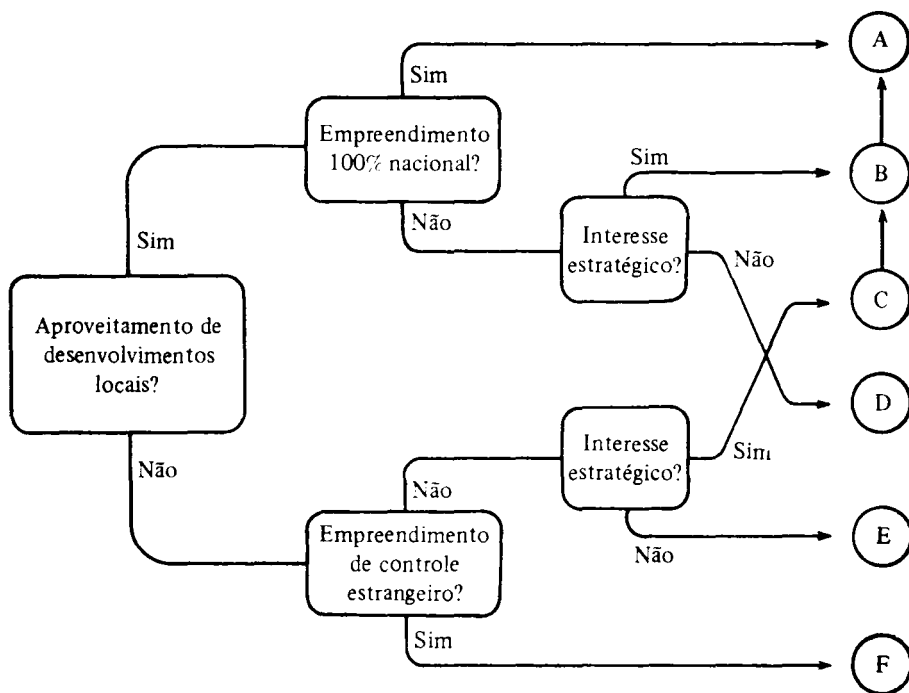 A
Sim
Empreendimento
100% nacional?
Sim
B
Não
Interesse
estratégico?
Não
Sim
C
Aproveitamento de
desenvolvimentos
locais?
D
Interesse
estratégico?
Sim
Não
Não
Empreendimento
de controle
estrangeiro?
Não
E
Sim
F